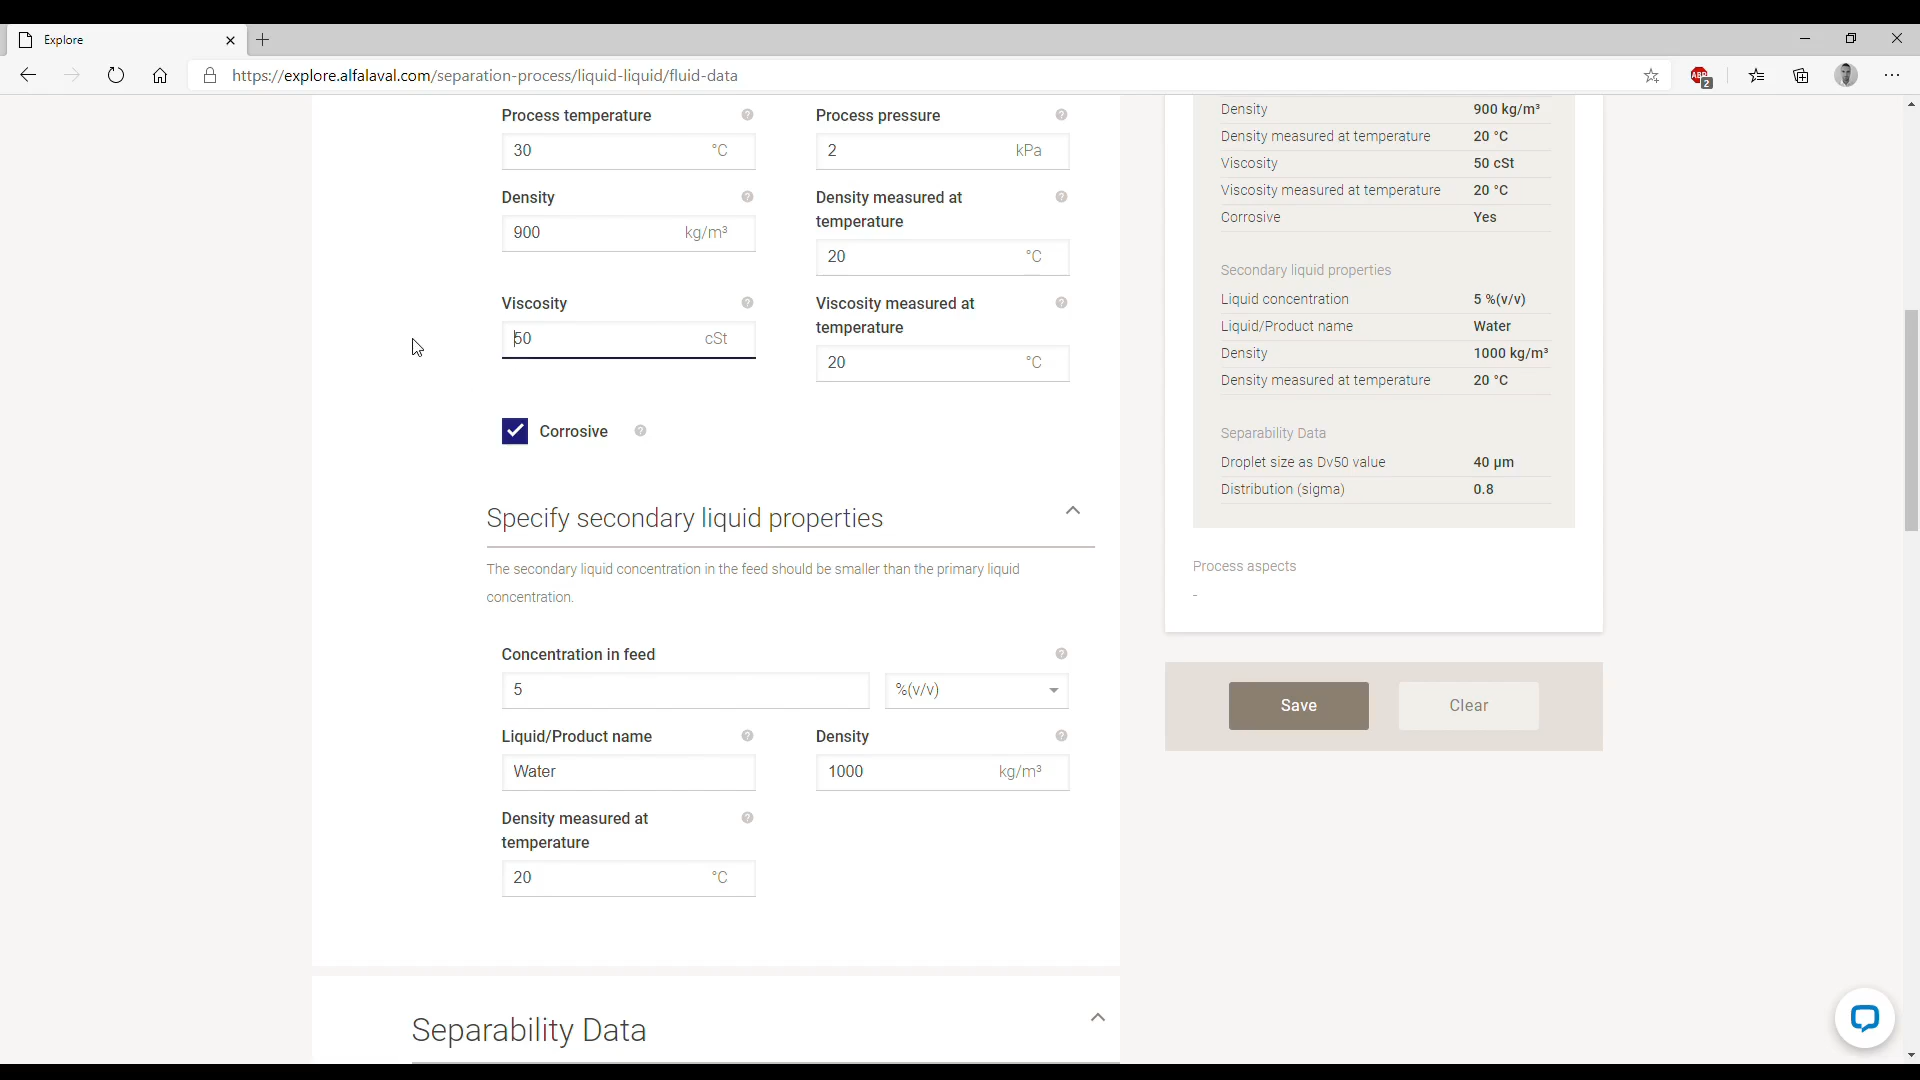 Explore
https://explore.alfalaval.com/separation-process/liquid-liquid/fluid-data
ABP
2
Process temperature
30 °C
Process pressure
2 kPa
Density
900 kg/m³
Density measured at
temperature
20 °C
Viscosity
50 cSt
Viscosity measured at
temperature
20 °C
Corrosive
Specify secondary liquid properties
The secondary liquid concentration in the feed should be smaller than the primary liquid
concentration.
Concentration in feed
5 %(v/v)
Liquid/Product name
Water
Density
1000 kg/m³
Density measured at
temperature
20 °C
Separability Data
Density 900 kg/m³
Density measured at temperature 20 °C
Viscosity 50 cSt
Viscosity measured at temperature 20 °C
Corrosive Yes
Secondary liquid properties
Liquid concentration 5 %(v/v)
Liquid/Product name Water
Density 1000 kg/m³
Density measured at temperature 20 °C
Separability Data
Droplet size as Dv50 value 40 µm
Distribution (sigma) 0.8
Process aspects
-
Save Clear